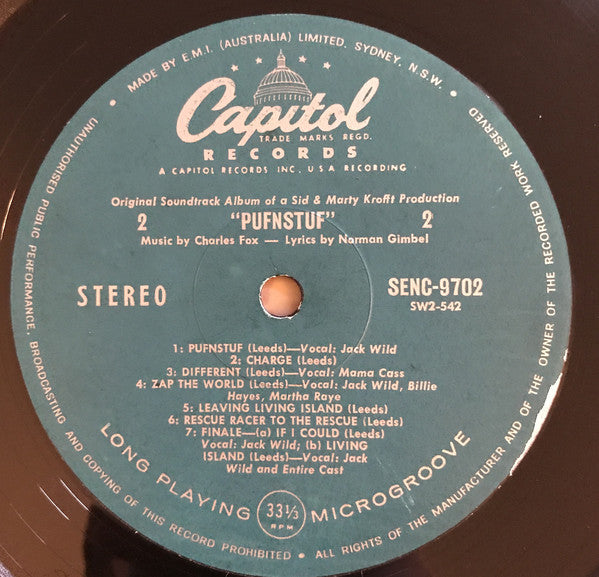 • MADE BY E.M.I. (AUSTRALIA) LIMITED. SYDNEY, N.S.W. •
Capitol
TRADE MARKS REGD.
RECORDS
A CAPITOL RECORDS INC. U S A RECORDING
Original Soundtrack Album of a Sid & Marty Krofft Production
2 "PUFNSTUF" 2
Music by Charles Fox — Lyrics by Norman Gimbel
STEREO
SENC-9702
SW2-542
1: PUFNSTUF (Leeds)—Vocal: Jack Wild
2: CHARGE (Leeds)
3: DIFFERENT (Leeds)—Vocal: Mama Cass
4: ZAP THE WORLD (Leeds)—Vocal: Jack Wild, Billie
Hayes, Martha Raye
5: LEAVING LIVING ISLAND (Leeds)
6: RESCUE RACER TO THE RESCUE (Leeds)
7: FINALE—(a) IF I COULD (Leeds)
Vocal: Jack Wild; (b) LIVING
ISLAND (Leeds)—Vocal: Jack
Wild and Entire Cast
LONG PLAYING 33⅓ RPM MICROGROOVE
UNAUTHORISED PUBLIC PERFORMANCE, BROADCASTING AND COPYING OF THIS RECORD PROHIBITED • ALL RIGHTS OF THE MANUFACTURER AND OF THE OWNER OF THE RECORDED WORK RESERVED